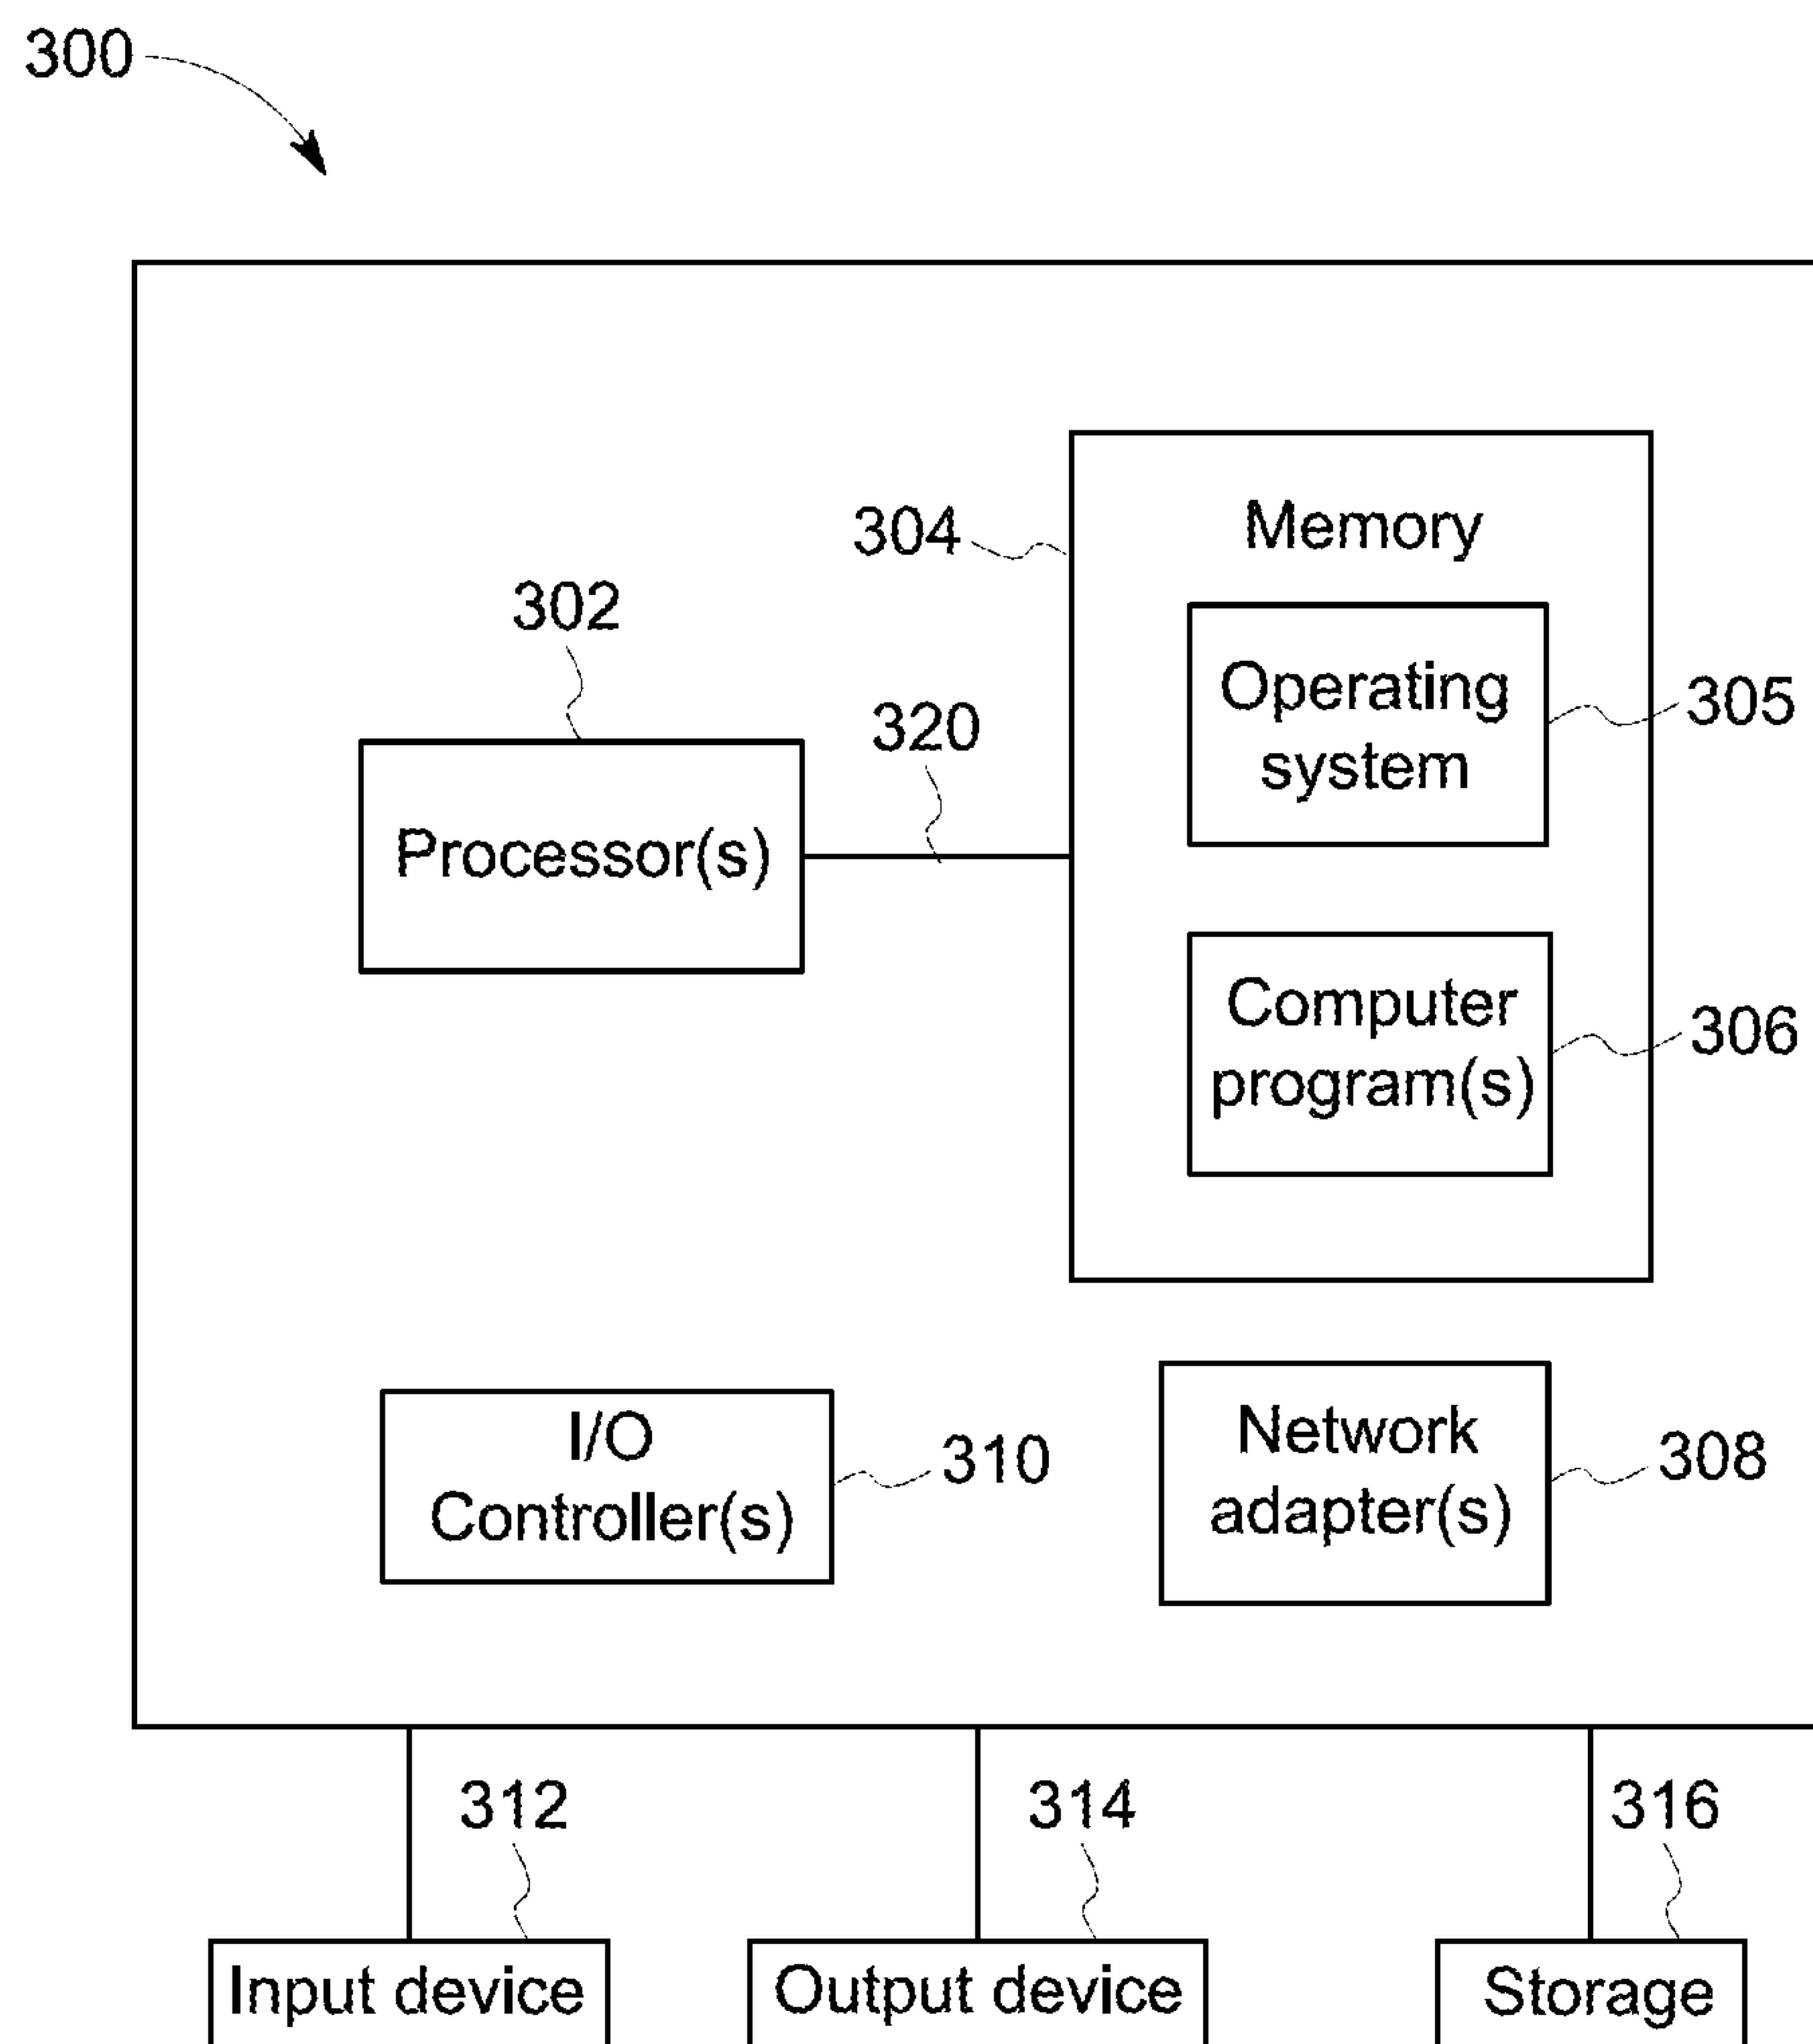 300
304
Memory
302
Operating
system
305
320
Processor(s)
Computer
program(s)
306
I/O
Controller(s)
310
Network
adapter(s)
308
312
314
316
Input device
Output device
Storage